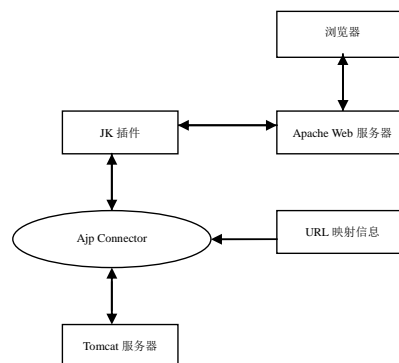 浏览器
JK 插件
Apache Web 服务器
Ajp Connector
URL 映射信息
Tomcat 服务器